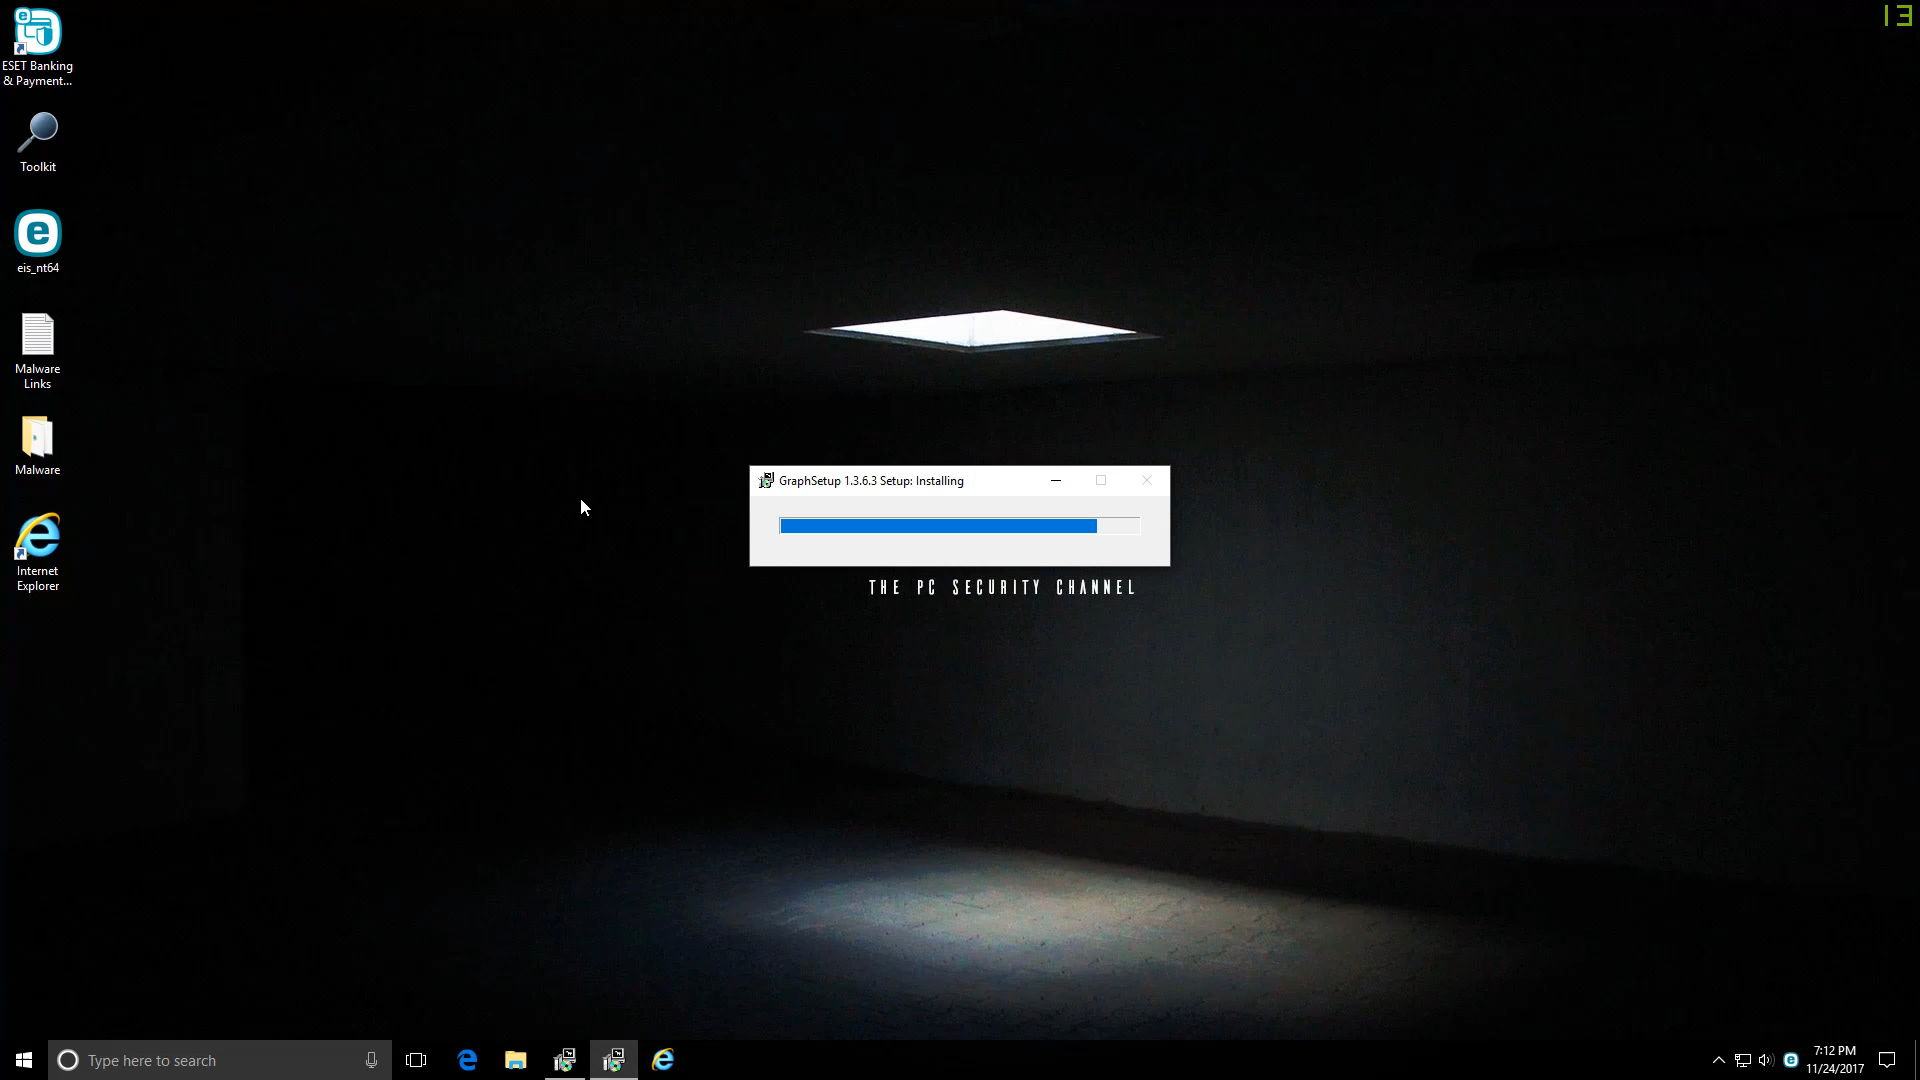 13
ESET Banking
& Payment...
Toolkit
eis_nt64
Malware
Links
Malware
Internet
Explorer
GraphSetup 1.3.6.3 Setup: Installing
THE PC SECURITY CHANNEL
Type here to search
7:12 PM
11/24/2017